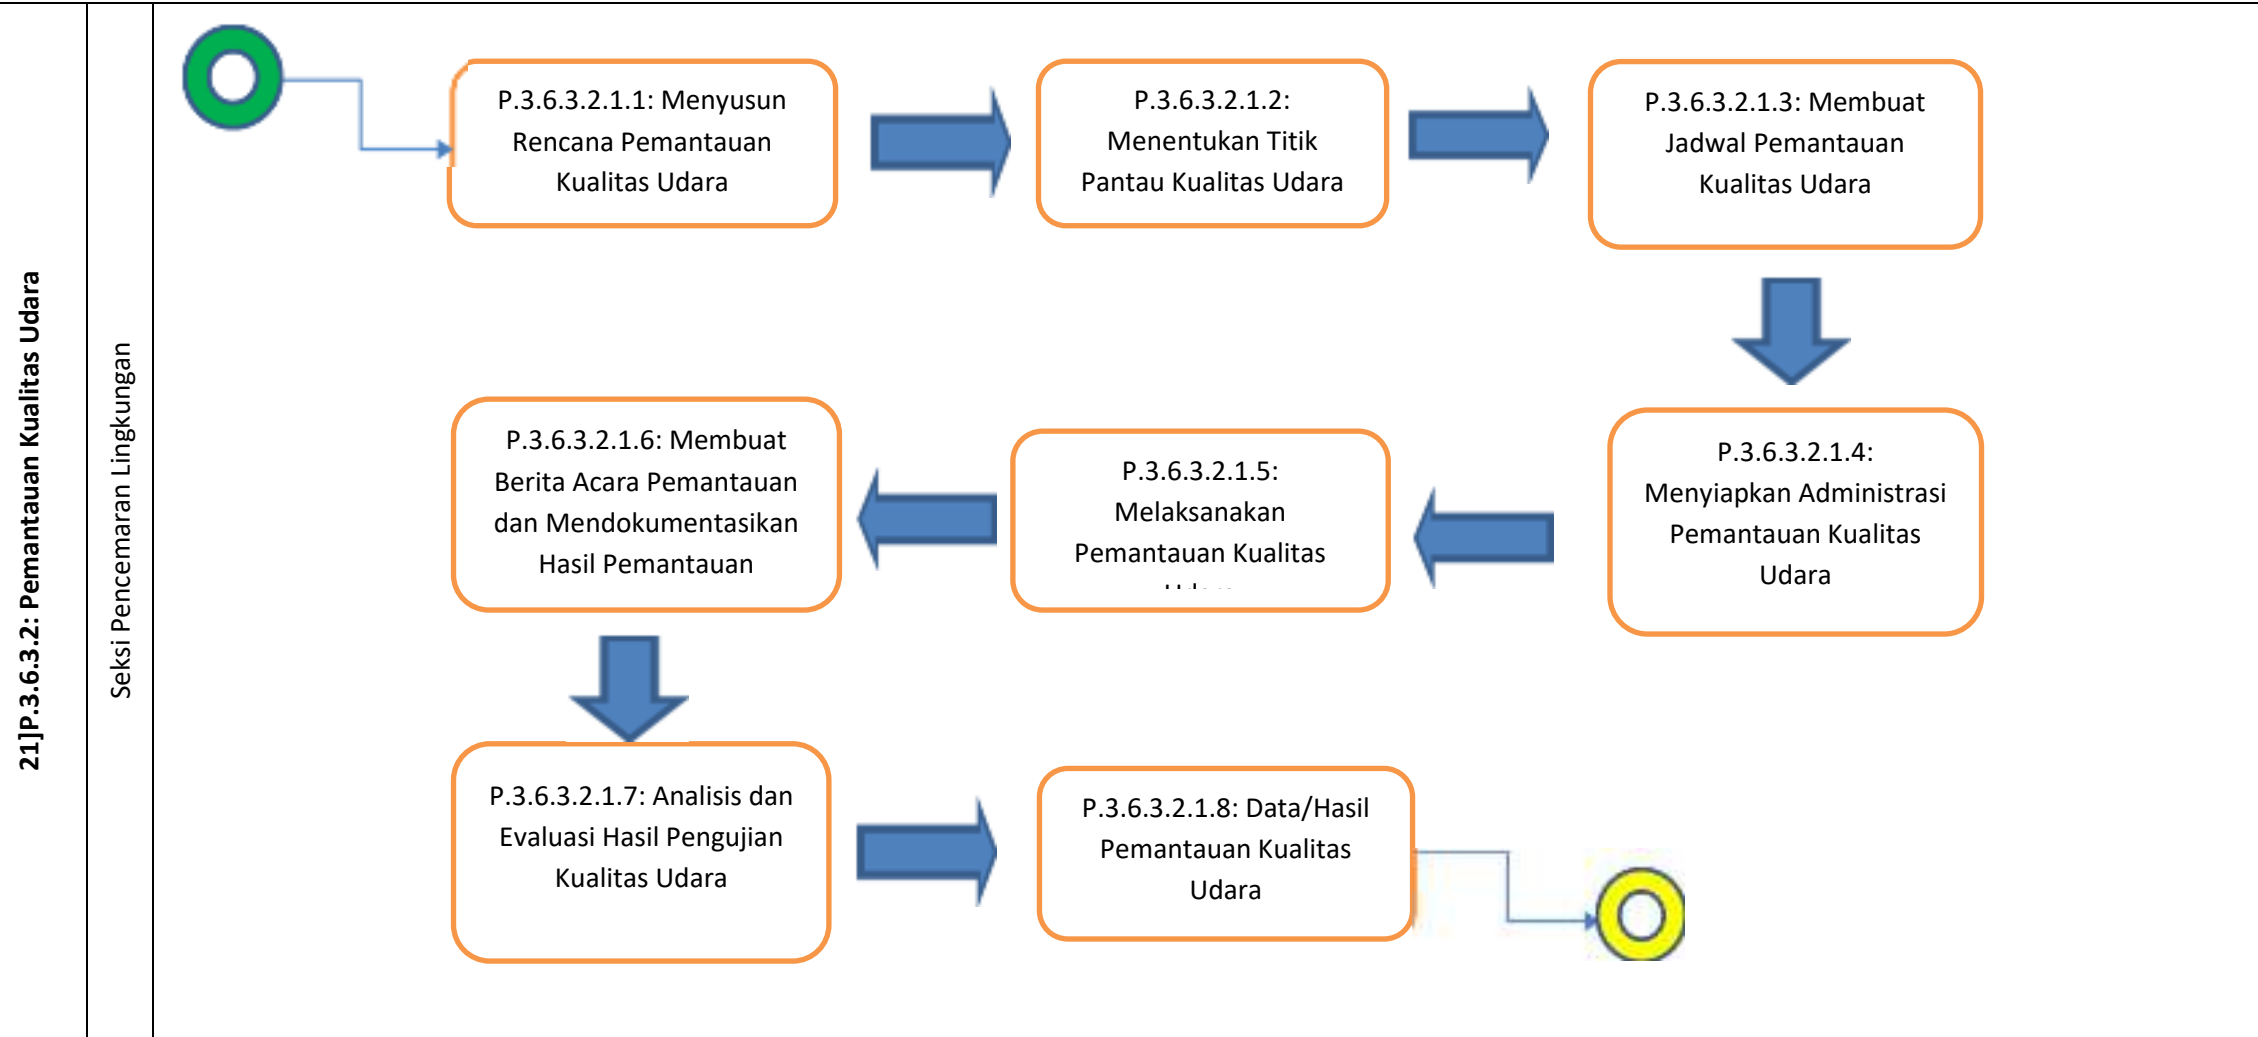 21]P.3.6.3.2: Pemantauan Kualitas Udara
Seksi Pencemaran Lingkungan
P.3.6.3.2.1.1: Menyusun
Rencana Pemantauan
Kualitas Udara
P.3.6.3.2.1.2:
Menentukan Titik
Pantau Kualitas Udara
P.3.6.3.2.1.3: Membuat
Jadwal Pemantauan
Kualitas Udara
P.3.6.3.2.1.4:
Menyiapkan Administrasi
Pemantauan Kualitas
Udara
P.3.6.3.2.1.5:
Melaksanakan
Pemantauan Kualitas
P.3.6.3.2.1.6: Membuat
Berita Acara Pemantauan
dan Mendokumentasikan
Hasil Pemantauan
P.3.6.3.2.1.7: Analisis dan
Evaluasi Hasil Pengujian
Kualitas Udara
P.3.6.3.2.1.8: Data/Hasil
Pemantauan Kualitas
Udara